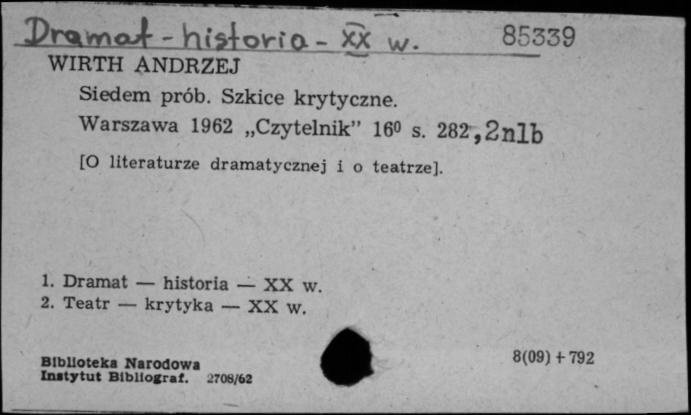 Dramat - historia - XX w. 85339
WIRTH ANDRZEJ
Siedem prób. Szkice krytyczne.
Warszawa 1962 „Czytelnik” 16⁰ s. 282, 2nlb
[O literaturze dramatycznej i o teatrze].
1. Dramat — historia — XX w.
2. Teatr — krytyka — XX w.
Biblioteka Narodowa 8(09) + 792
Instytut Bibliograf. 2708/62